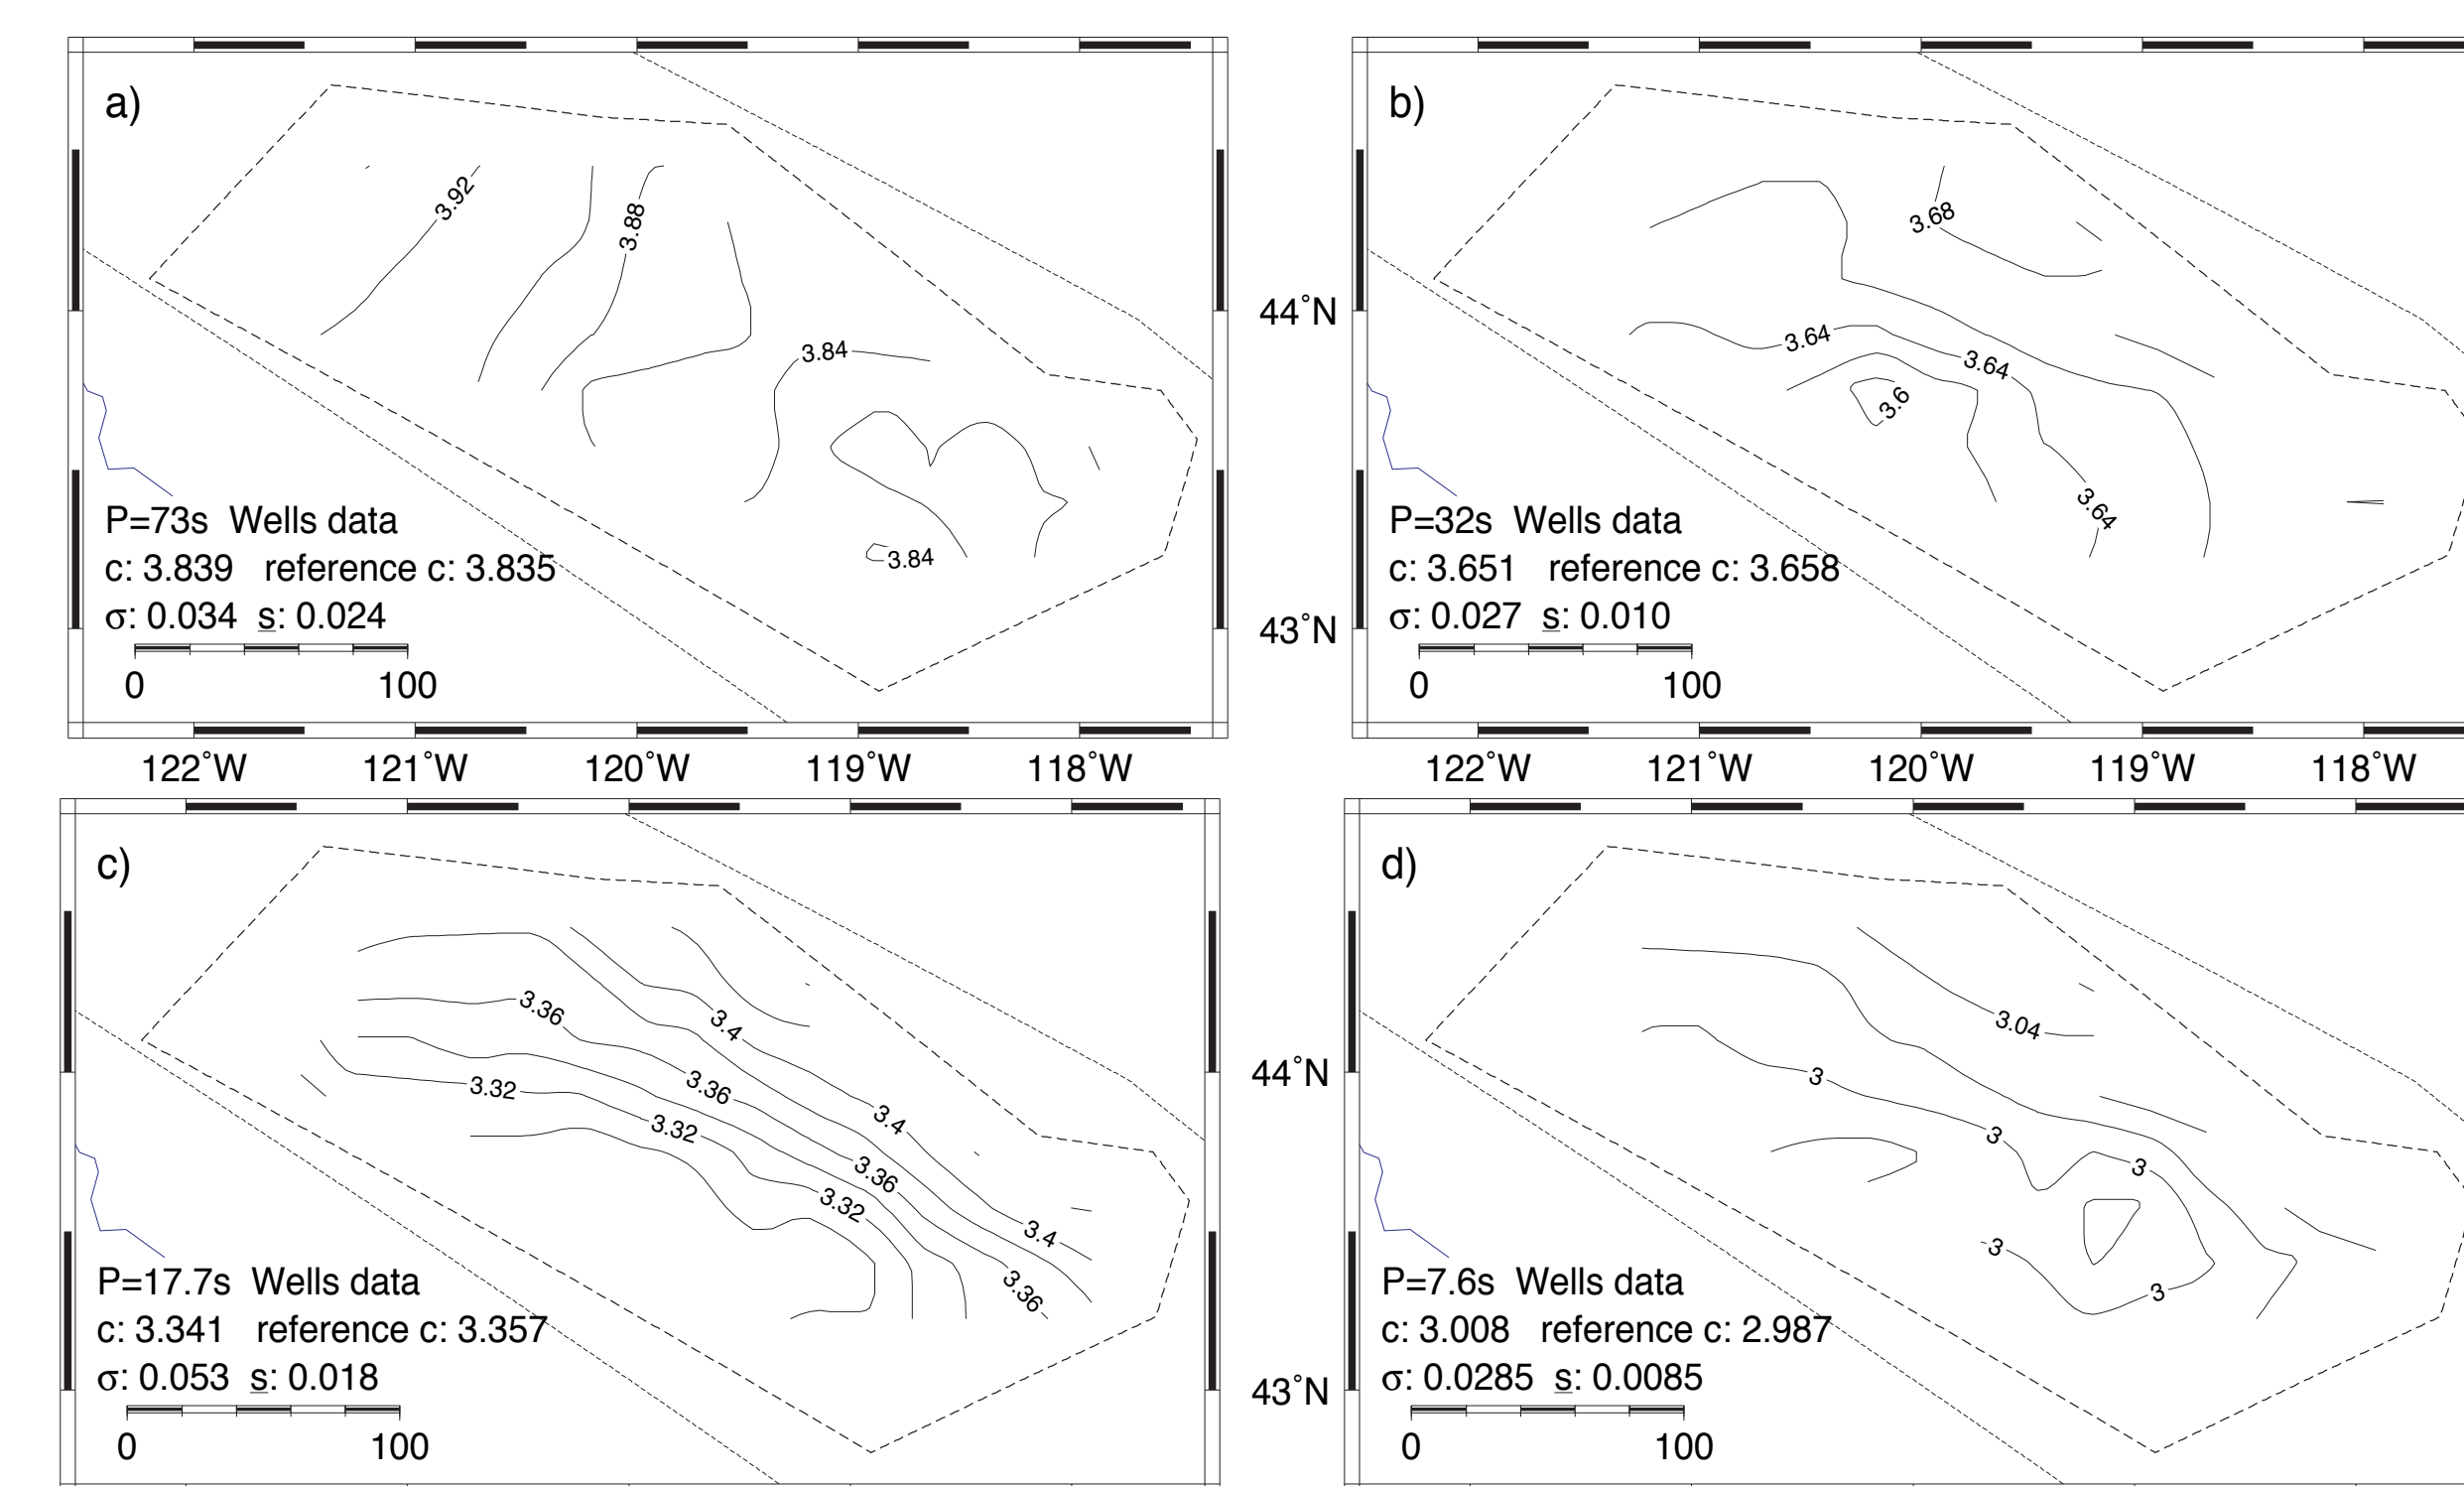 a)
3.92
3.88
3.84
3.84
P=73s Wells data
c: 3.839 reference c: 3.835
σ: 0.034 s: 0.024
0 100
122°W 121°W 120°W 119°W 118°W
b)
3.68
3.64
3.64
3.6
3.64
44°N
43°N
P=32s Wells data
c: 3.651 reference c: 3.658
σ: 0.027 s: 0.010
0 100
122°W 121°W 120°W 119°W 118°W
c)
3.36
3.4
3.36
3.32
3.4
3.32
3.36
3.32
3.4
3.36
P=17.7s Wells data
c: 3.341 reference c: 3.357
σ: 0.053 s: 0.018
0 100
d)
3.04
3
3
3
3
3
44°N
43°N
P=7.6s Wells data
c: 3.008 reference c: 2.987
σ: 0.0285 s: 0.0085
0 100